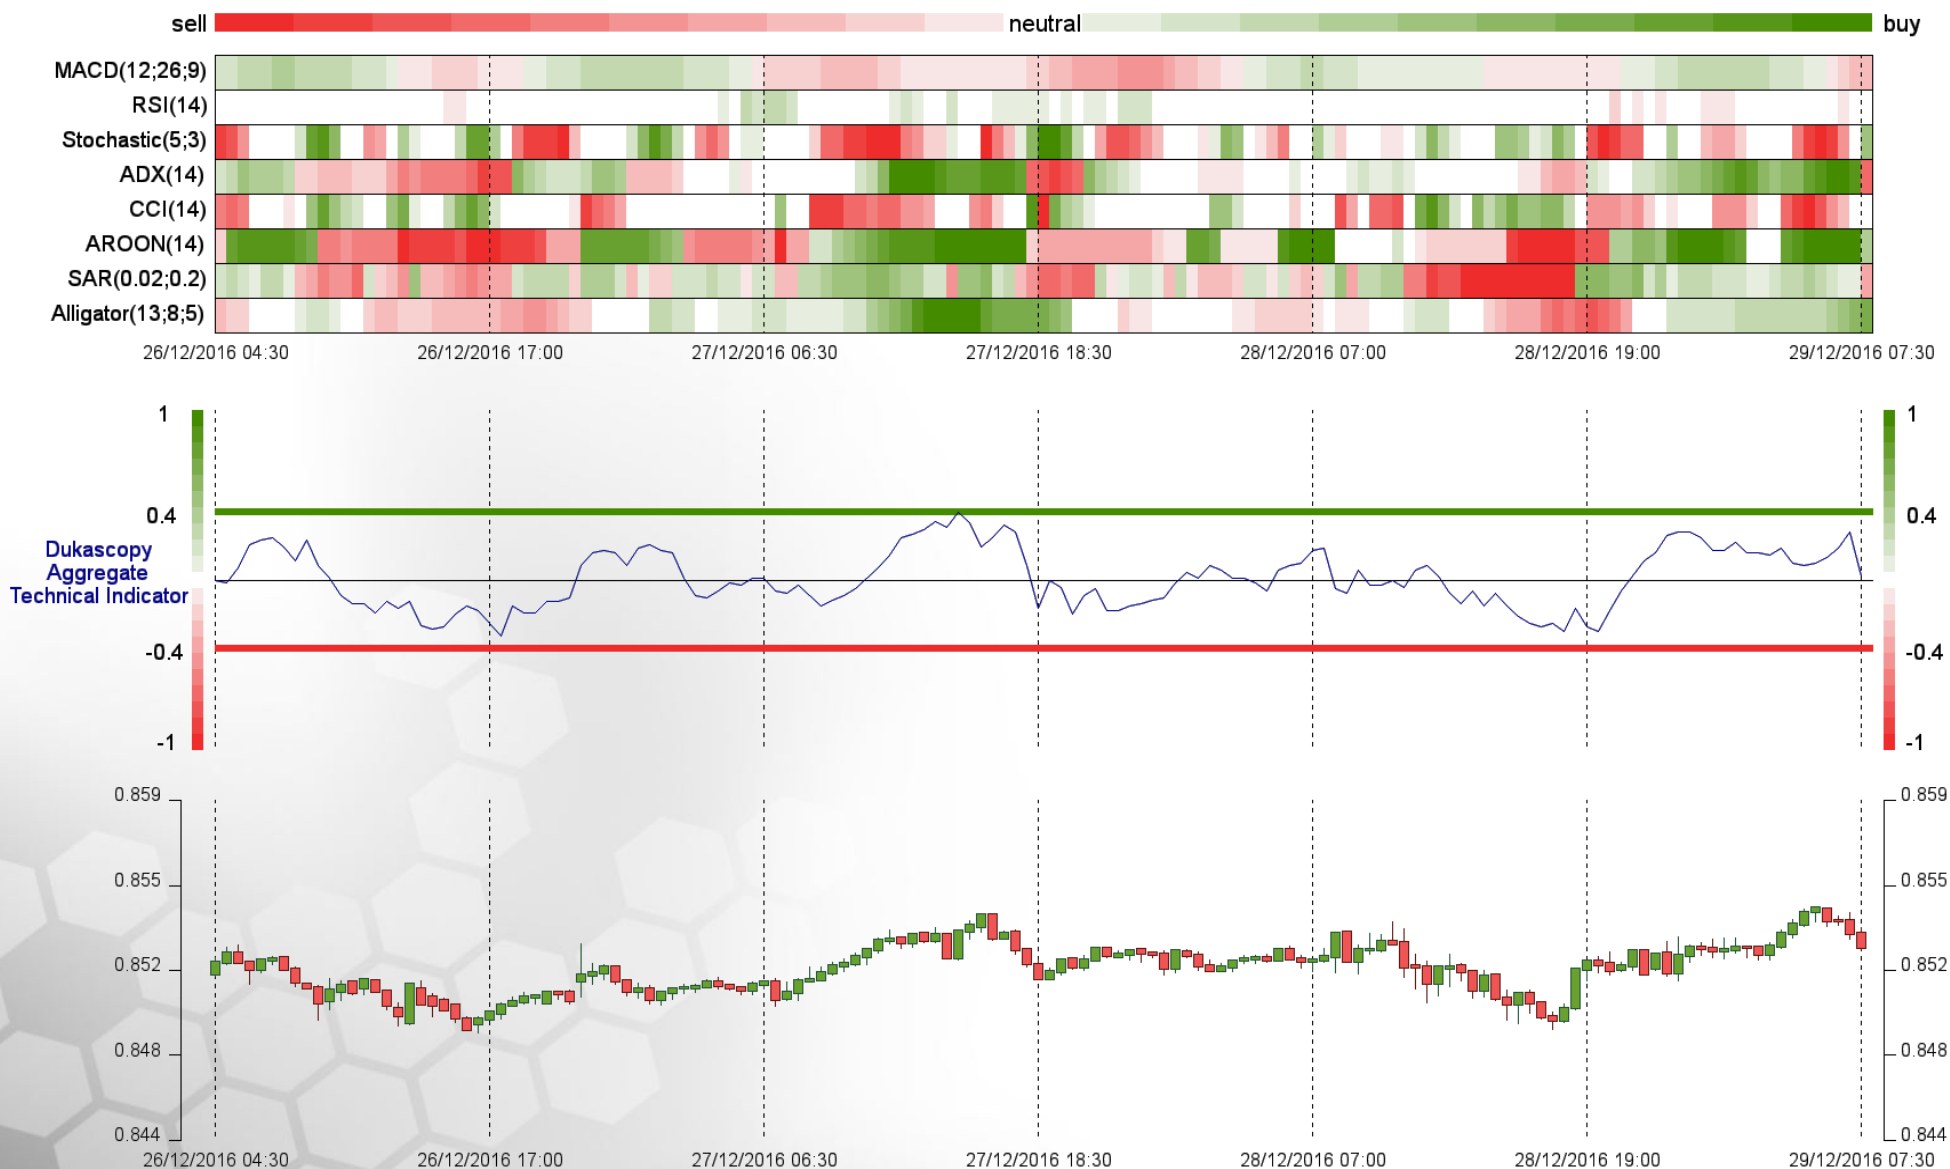 sell neutral buy
MACD(12;26;9)
RSI(14)
Stochastic(5;3)
ADX(14)
CCI(14)
AROON(14)
SAR(0.02;0.2)
Alligator(13;8;5)
26/12/2016 04:30 26/12/2016 17:00 27/12/2016 06:30 27/12/2016 18:30 28/12/2016 07:00 28/12/2016 19:00 29/12/2016 07:30
1 1
0.4 0.4
Dukascopy
Aggregate
Technical Indicator
-0.4 -0.4
-1 -1
0.859 0.859
0.855 0.855
0.852 0.852
0.848 0.848
0.844 0.844
26/12/2016 04:30 26/12/2016 17:00 27/12/2016 06:30 27/12/2016 18:30 28/12/2016 07:00 28/12/2016 19:00 29/12/2016 07:30